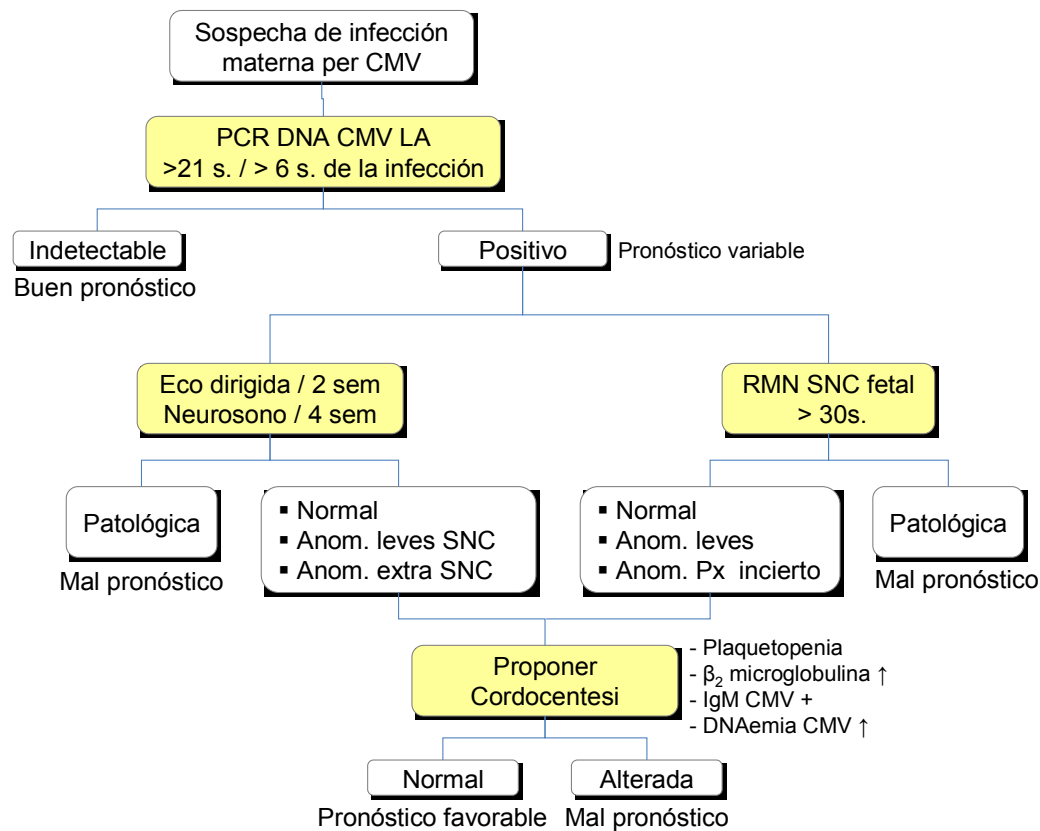 Sospecha de infección
materna per CMV
PCR DNA CMV LA
>21 s. / > 6 s. de la infección
Indetectable
Buen pronóstico
Positivo
Pronóstico variable
Eco dirigida / 2 sem
Neurosono / 4 sem
RMN SNC fetal
> 30s.
Patológica
Mal pronóstico
▪ Normal
▪ Anom. leves SNC
▪ Anom. extra SNC
▪ Normal
▪ Anom. leves
▪ Anom. Px incierto
Patológica
Mal pronóstico
Proponer
Cordocentesi
- Plaquetopenia
- β₂ microglobulina ↑
- IgM CMV +
- DNAemia CMV ↑
Normal
Pronóstico favorable
Alterada
Mal pronóstico